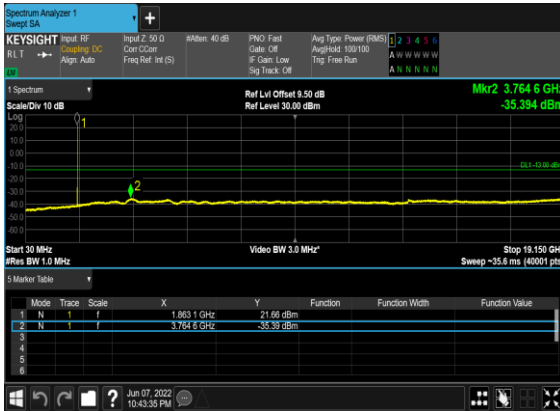 Spectrum Analyzer 1
Swept SA
+
KEYSIGHT
RLT
Input: RF
Coupling: DC
Align: Auto
Input Z: 50 Ω
Corr CCorr
Freq Ref: Int (S)
#Atten: 40 dB
PNO: Fast
Gate: Off
IF Gain: Low
Sig Track: Off
Avg Type: Power (RMS)
Avg|Hold: 100/100
Trig: Free Run
1 2 3 4 5 6
A W W W W W
A N N N N N
1 Spectrum
Scale/Div 10 dB
Ref Lvl Offset 9.50 dB
Ref Level 30.00 dBm
Mkr2 3.764 6 GHz
-35.394 dBm
Log
20.0
10.0
0.00
-10.0
-20.0
-30.0
-40.0
-50.0
-60.0
1
2
DL1 -13.00 dBm
Start 30 MHz
#Res BW 1.0 MHz
Video BW 3.0 MHz*
Stop 19.150 GHz
Sweep ~35.6 ms (40001 pts)
5 Marker Table
Mode Trace Scale X Y Function Function Width Function Value
1 N 1 f 1.863 1 GHz 21.66 dBm
2 N 1 f 3.764 6 GHz -35.39 dBm
3
4
5
6
?
Jun 07, 2022
10:43:35 PM